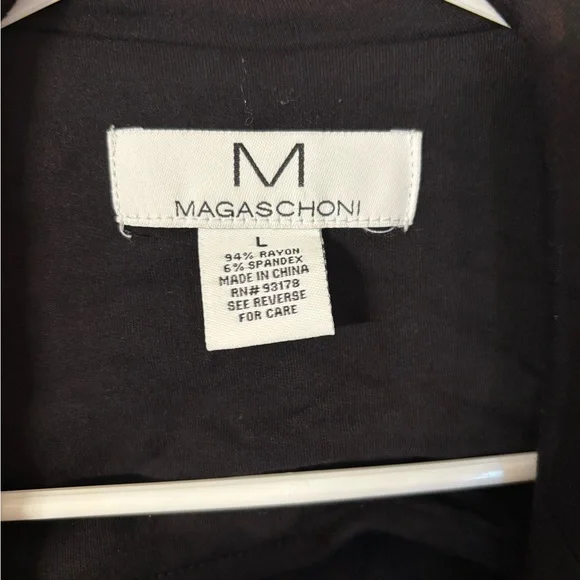 M
MAGASCHONI
L
94% RAYON
6% SPANDEX
MADE IN CHINA
RN# 93178
SEE REVERSE
FOR CARE